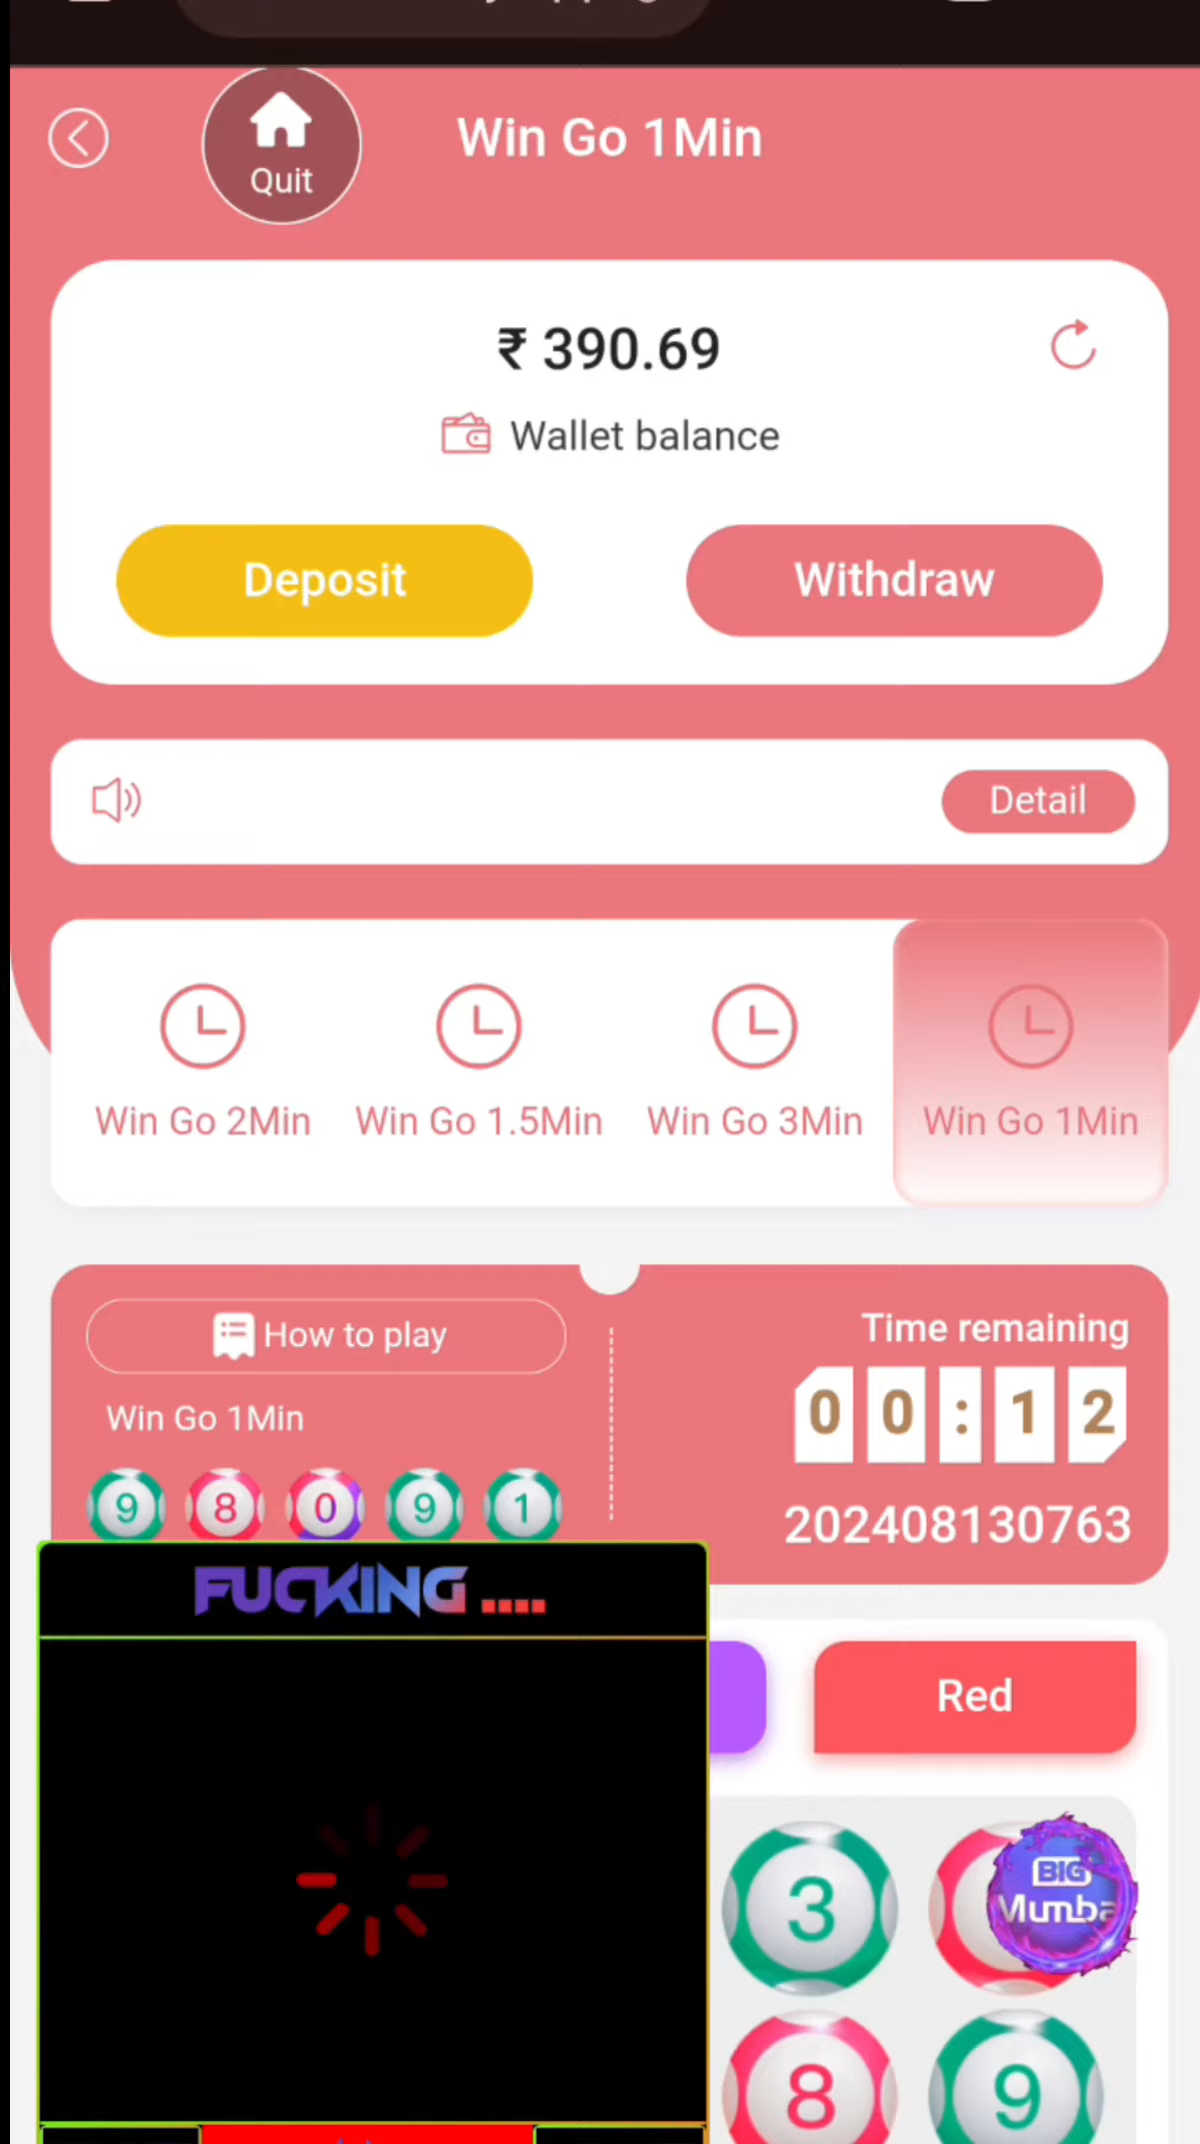 Quit
Win Go 1Min
₹ 390.69
Wallet balance
Deposit
Withdraw
Detail
Win Go 2Min
Win Go 1.5Min
Win Go 3Min
Win Go 1Min
How to play
Win Go 1Min
9 8 0 9 1
Time remaining
00:12
202408130763
FUCKING ....
Red
3
BIG
Mumba
8
9